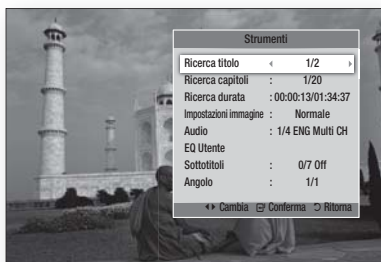 Strumenti
Ricerca titolo ◂ 1/2 ▸
Ricerca capitoli : 1/20
Ricerca durata : 00:00:13/01:34:37
Impostazioni immagine : Normale
Audio : 1/4 ENG Multi CH
EQ Utente
Sottotitoli : 0/7 Off
Angolo : 1/1
Cambia Conferma Ritorna